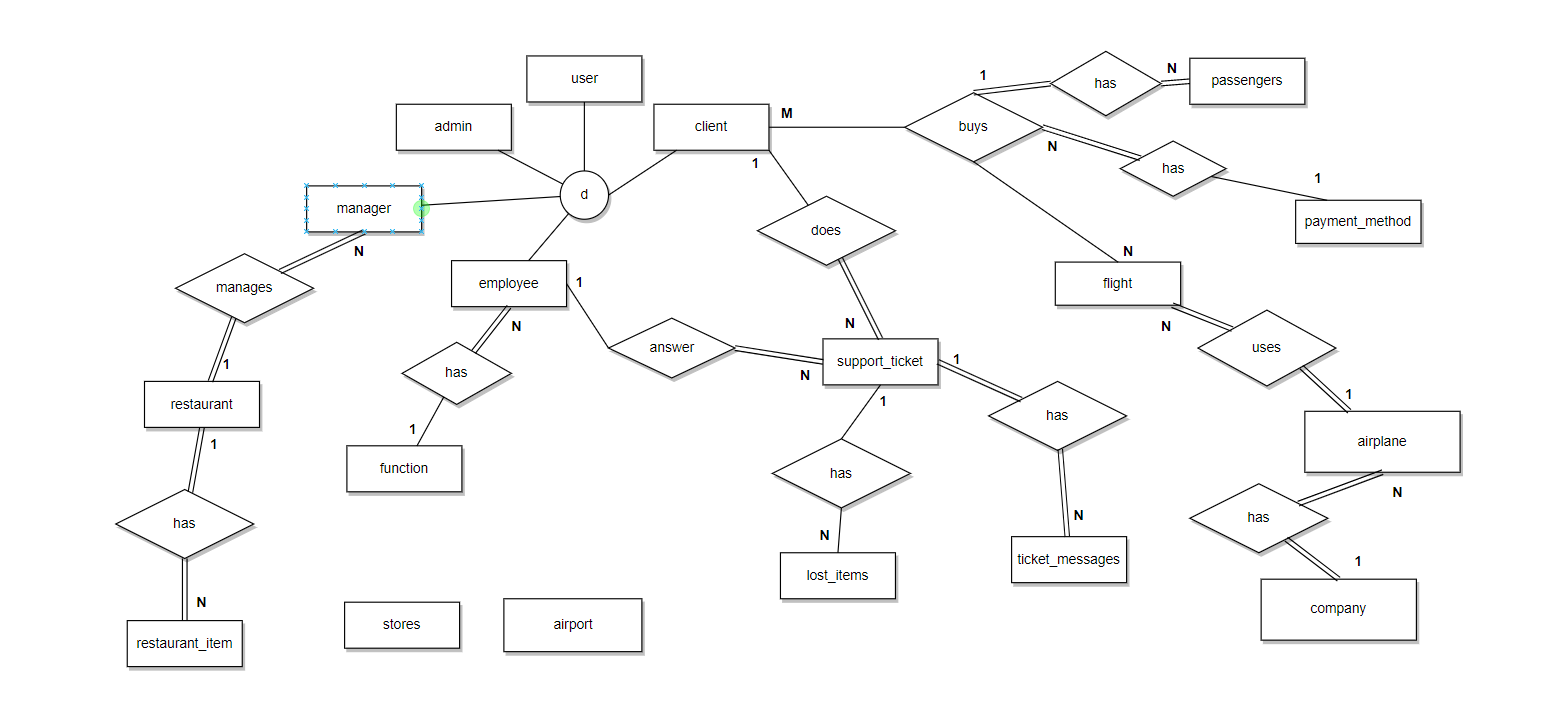 user
admin
client
M
1
has
N
passengers
buys
N
has
1
payment_method
1
d
manager
N
manages
does
N
flight
N
employee
1
N
has
answer
N
N
support_ticket
1
uses
1
1
restaurant
1
1
function
1
has
has
airplane
N
has
has
N
restaurant_item
stores
airport
N
lost_items
N
ticket_messages
1
company